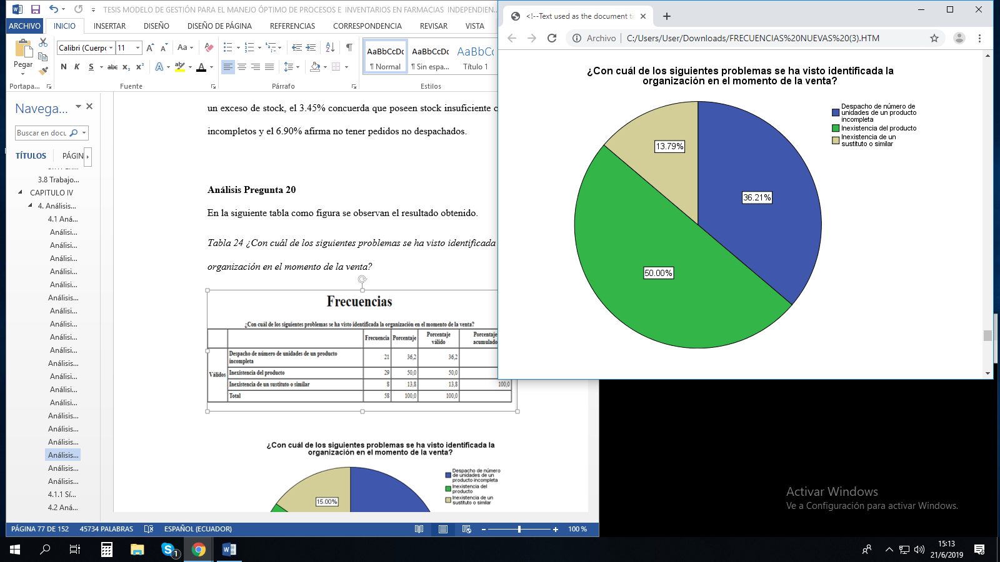 TESIS MODELO DE GESTIÓN PARA EL MANEJO ÓPTIMO DE PROCESOS E INVENTARIOS EN FARMACIAS INDEPENDIEN...
ARCHIVO INICIO INSERTAR DISEÑO DISEÑO DE PÁGINA REFERENCIAS CORRESPONDENCIA REVISAR VISTA
Pegar
Calibri (Cuerpo 11
N K S abc x₂ x²
AaBbCcDc AaBbCcDc AaBbCc
¶ Normal ¶ Sin espa... Título 1
Portapa... Fuente Párrafo Estilos
Navega...
Buscar en docu
TÍTULOS PÁGIN
3.8 Trabajo...
CAPITULO IV
4. Análisis...
4.1 Aná...
Análisi...
Análisi...
Análisi...
Análisi...
Análisi...
Análisis...
Análisi...
Análisi...
Análisi...
Análisi...
Análisis...
Análisi...
Análisi...
Análisi...
Análisis...
Análisis...
Análisis...
Análisis...
Análisis...
Análisis...
4.1.1 Sí...
4.2 Aná...
un exceso de stock, el 3.45% concuerda que poseen stock insuficiente
incompletos y el 6.90% afirma no tener pedidos no despachados.
Análisis Pregunta 20
En la siguiente tabla como figura se observan el resultado obtenido.
Tabla 24 ¿Con cuál de los siguientes problemas se ha visto identificada
organización en el momento de la venta?
Frecuencias
¿Con cuál de los siguientes problemas se ha visto identificada la organización en el momento de la venta?
Frecuencia Porcentaje Porcentaje válido Porcentaje acumulado
Válidos
Despacho de número de unidades de un producto incompleta 21 36,2 36,2
Inexistencia del producto 29 50,0 50,0
Inexistencia de un sustituto o similar 8 13,8 13,8 100,0
Total 58 100,0 100,0
¿Con cuál de los siguientes problemas se ha visto identificada la
organización en el momento de la venta?
15.00%
Despacho de número
de unidades de un
producto incompleta
Inexistencia del
producto
Inexistencia de un
sustituto o similar
PÁGINA 77 DE 152 45734 PALABRAS ESPAÑOL (ECUADOR) 100 %
<!--Text used as the document ti
Archivo C:/Users/User/Downloads/FRECUENCIAS%20NUEVAS%20(3).HTM
¿Con cuál de los siguientes problemas se ha visto identificada la
organización en el momento de la venta?
13.79%
36.21%
50.00%
Despacho de número de
unidades de un producto
incompleta
Inexistencia del producto
Inexistencia de un
sustituto o similar
Activar Windows
Ve a Configuración para activar Windows.
1
15:13
21/6/2019